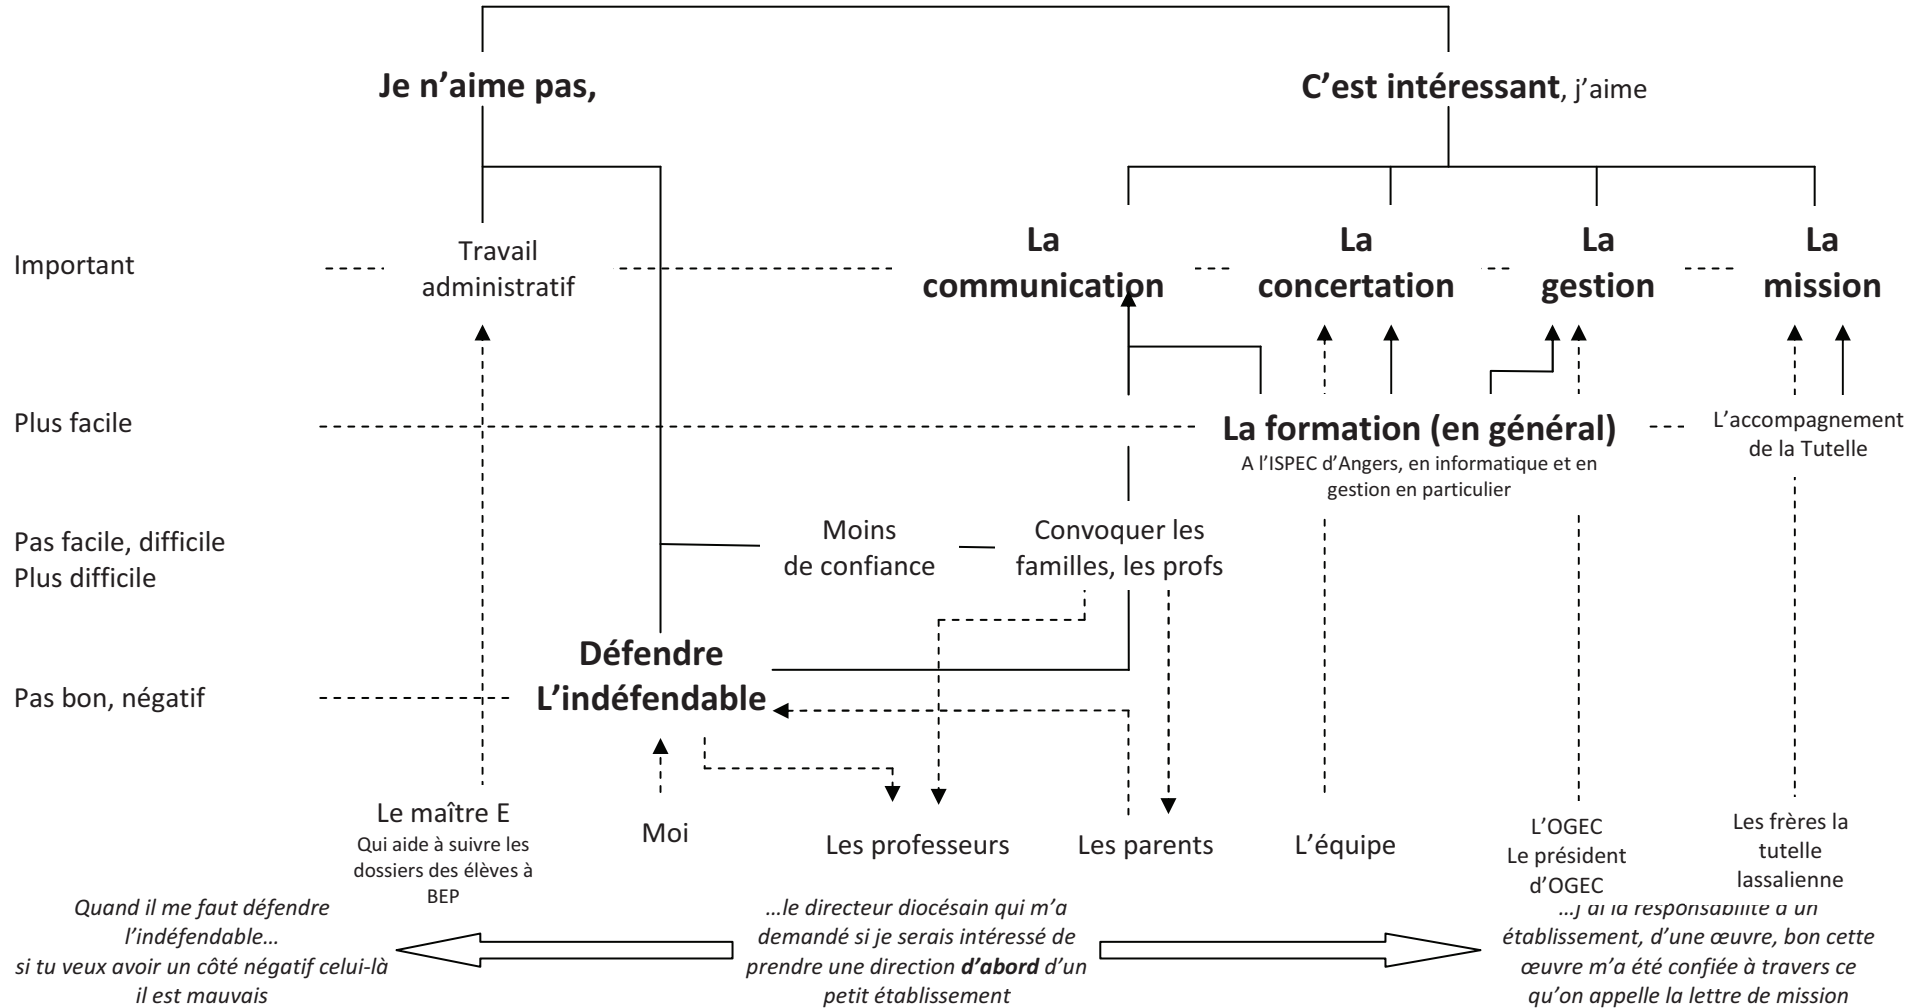 Je n’aime pas,
C’est intéressant, j’aime
Important
Travail
administratif
La
communication
La
concertation
La
gestion
La
mission
Plus facile
La formation (en général)
A l’ISPEC d’Angers, en informatique et en
gestion en particulier
L’accompagnement
de la Tutelle
Pas facile, difficile
Plus difficile
Moins
de confiance
Convoquer les
familles, les profs
Pas bon, négatif
Défendre
L’indéfendable
Le maître E
Qui aide à suivre les
dossiers des élèves à
BEP
Moi
Les professeurs
Les parents
L’équipe
L’OGEC
Le président
d’OGEC
Les frères la
tutelle
lassalienne
Quand il me faut défendre
l’indéfendable…
si tu veux avoir un côté négatif celui-là
il est mauvais
…le directeur diocésain qui m’a
demandé si je serais intéressé de
prendre une direction d’abord d’un
petit établissement
…j’ai la responsabilité d’un
établissement, d’une œuvre, bon cette
œuvre m’a été confiée à travers ce
qu’on appelle la lettre de mission